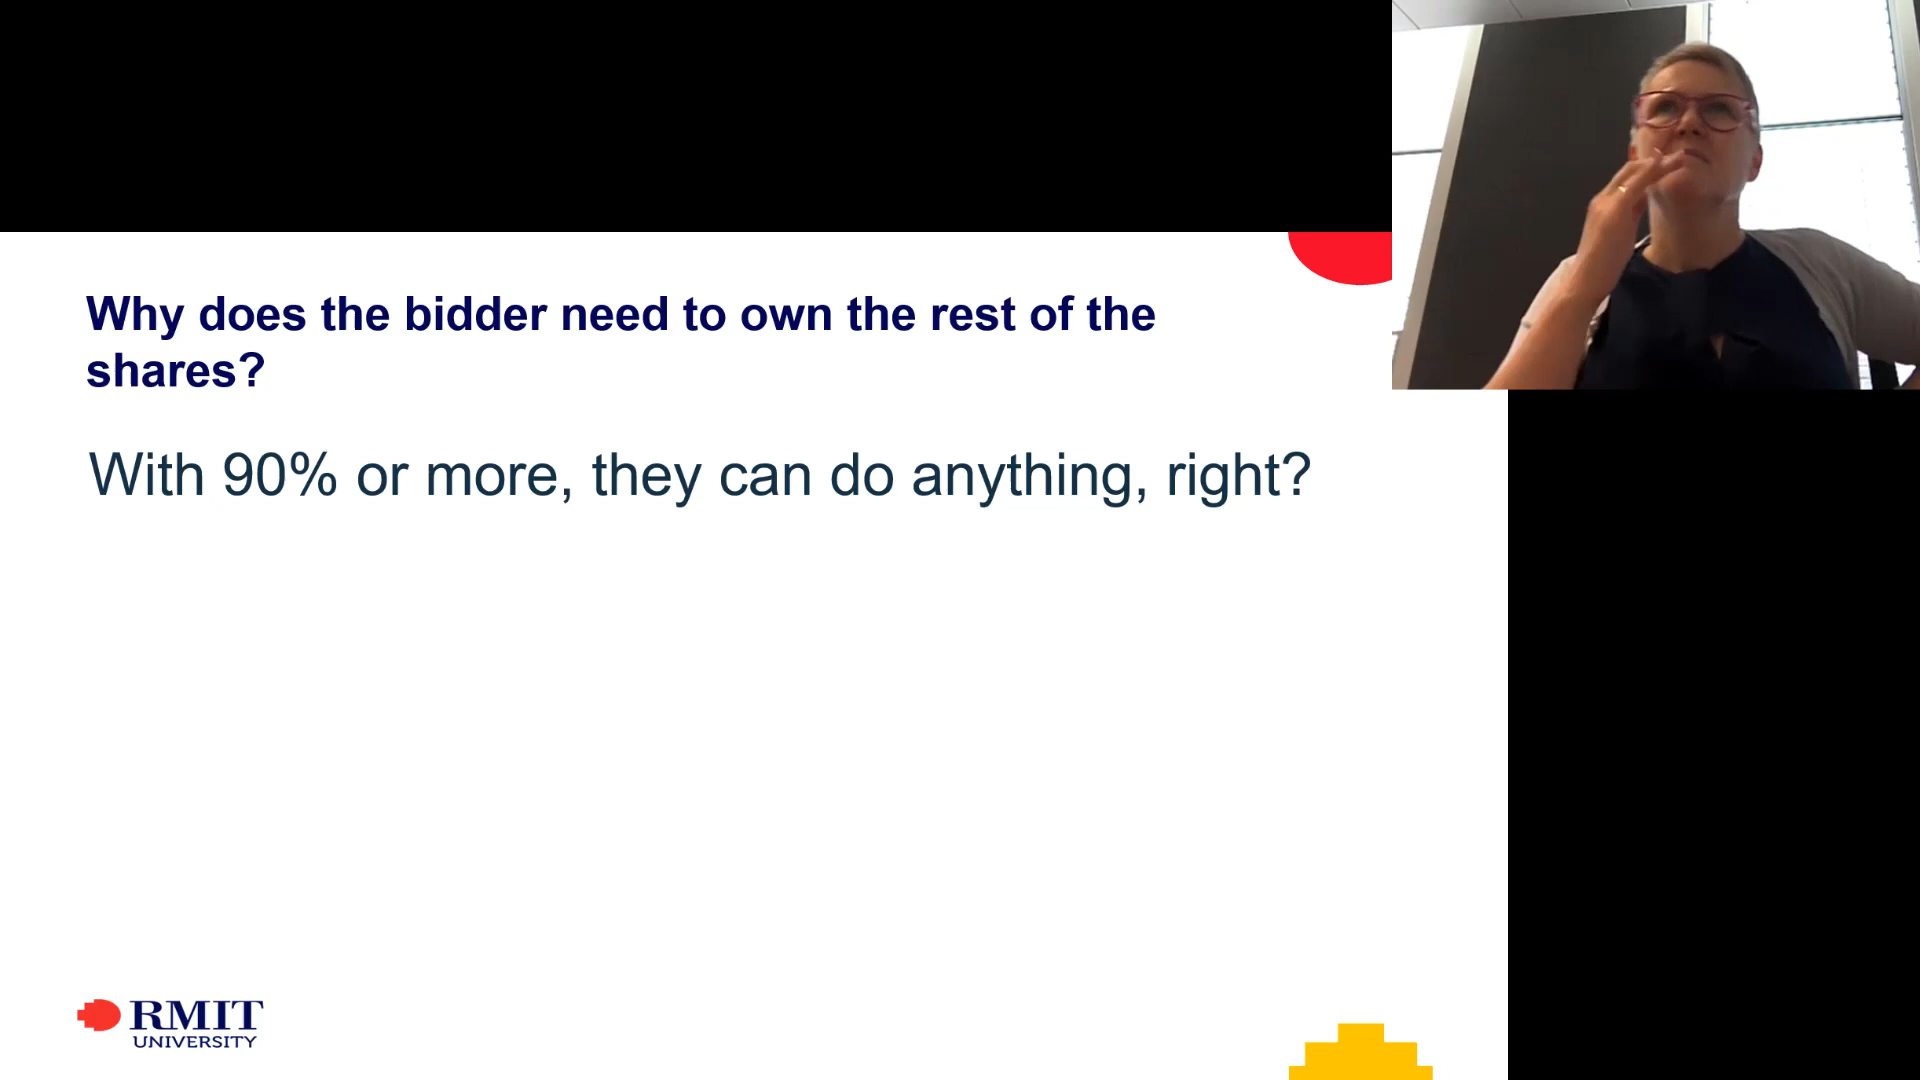 Why does the bidder need to own the rest of the
shares?
With 90% or more, they can do anything, right?
RMIT
UNIVERSITY